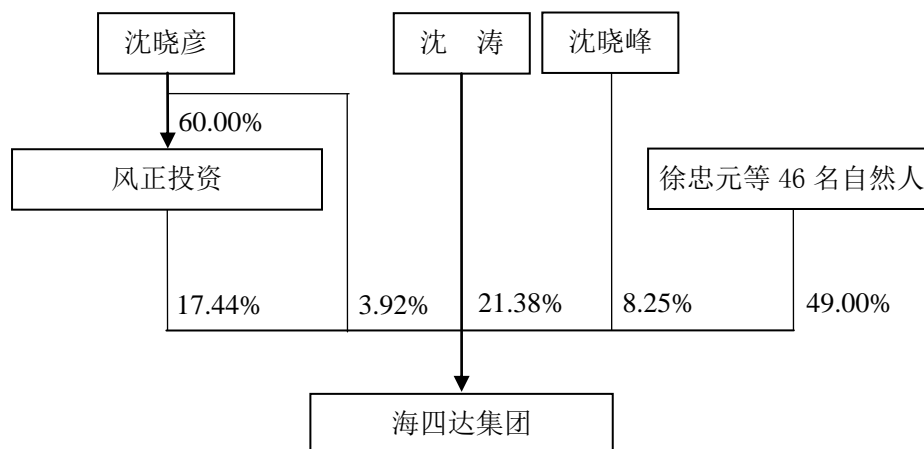 沈晓彦
沈 涛
沈晓峰
60.00%
风正投资
徐忠元等 46 名自然人
17.44%
3.92%
21.38%
8.25%
49.00%
海四达集团